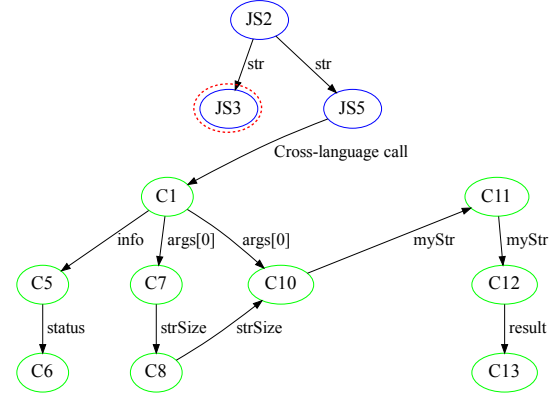 JS2
str
str
JS3
JS5
Cross-language call
C1
C11
info
args[0]
args[0]
myStr
myStr
C5
C7
C10
C12
status
strSize
strSize
result
C6
C8
C13